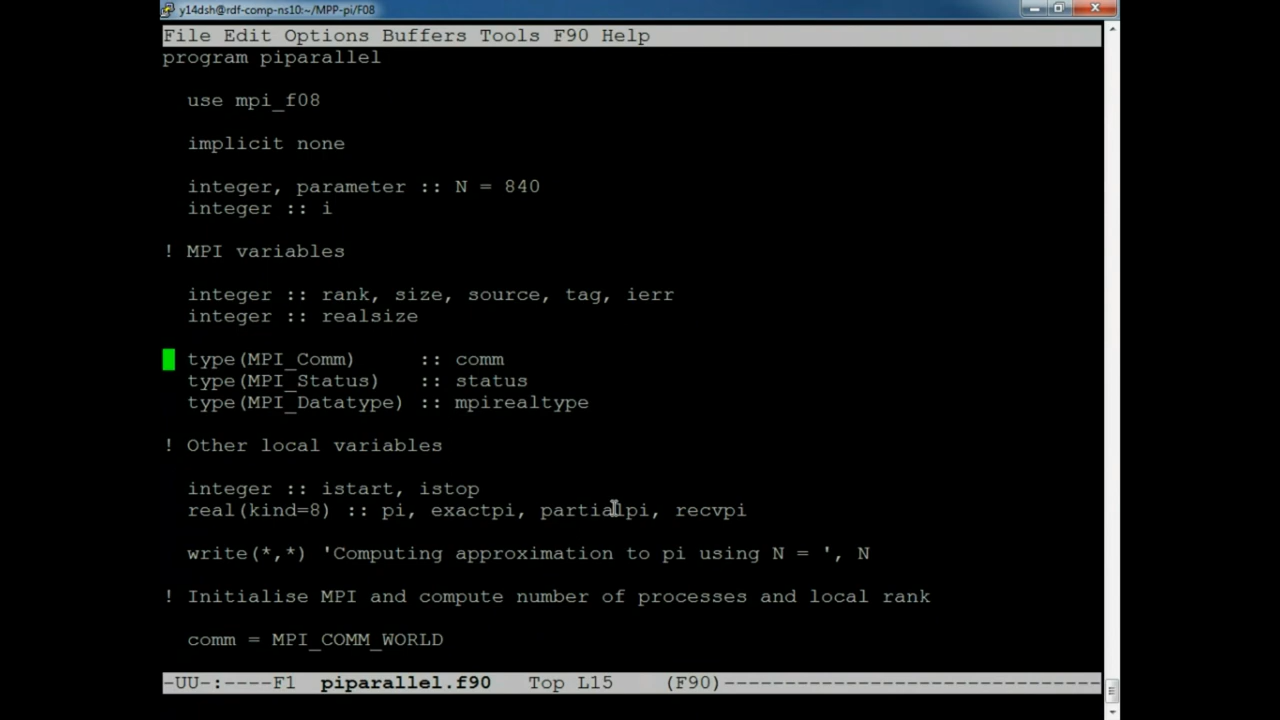 y14dsh@rdf-comp-ns10:~/MPP-pi/F08
File Edit Options Buffers Tools F90 Help
program piparallel
use mpi_f08
implicit none
integer, parameter :: N = 840
integer :: i
! MPI variables
integer :: rank, size, source, tag, ierr
integer :: realsize
type(MPI_Comm)     :: comm
type(MPI_Status)   :: status
type(MPI_Datatype) :: mpirealtype
! Other local variables
integer :: istart, istop
real(kind=8) :: pi, exactpi, partialpi, recvpi
write(*,*) 'Computing approximation to pi using N = ', N
! Initialise MPI and compute number of processes and local rank
comm = MPI_COMM_WORLD
-UU-:----F1  piparallel.f90   Top L15    (F90)-------------------------------